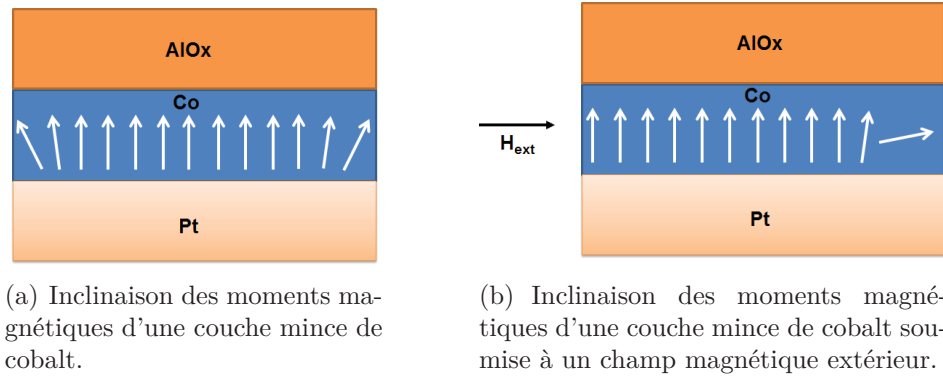 AlOx
Co
Pt
(a) Inclinaison des moments ma-
gnétiques d'une couche mince de
cobalt.
H_ext
AlOx
Co
Pt
(b) Inclinaison des moments magné-
tiques d'une couche mince de cobalt sou-
mise à un champ magnétique extérieur.